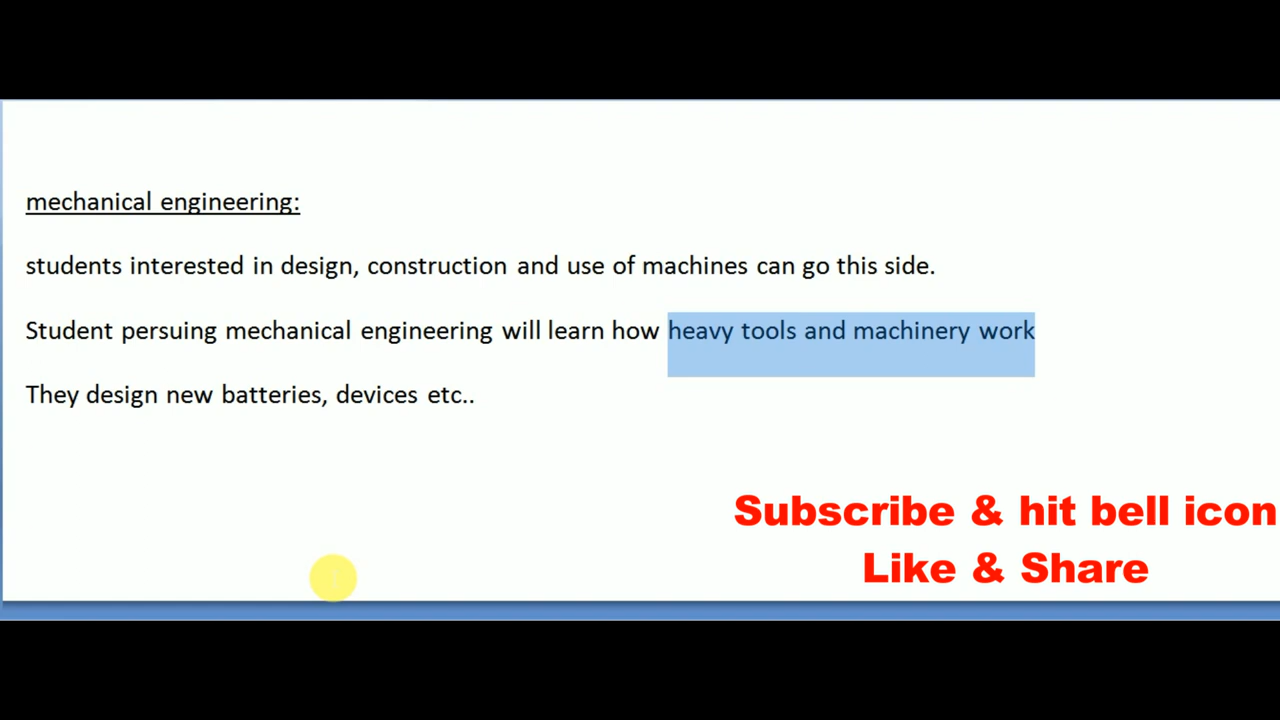 mechanical engineering:
students interested in design, construction and use of machines can go this side.
Student persuing mechanical engineering will learn how heavy tools and machinery work
They design new batteries, devices etc..
Subscribe & hit bell icon
Like & Share